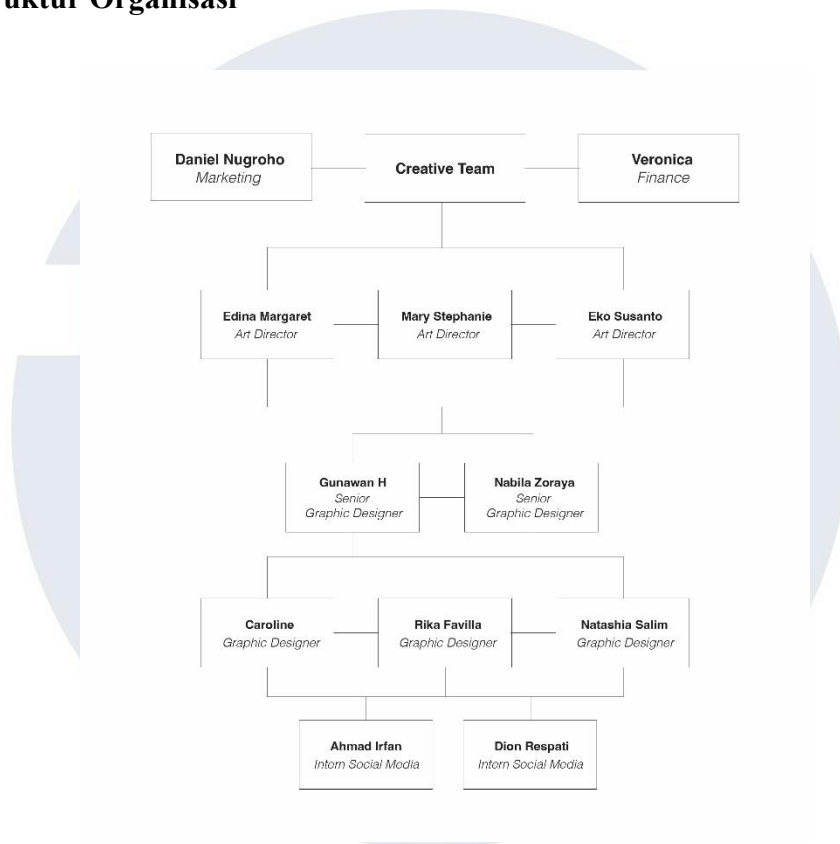 Organisasi
Daniel Nugroho
Marketing
Creative Team
Veronica
Finance
Edina Margaret
Art Director
Mary Stephanie
Art Director
Eko Susanto
Art Director
Gunawan H
Senior
Graphic Designer
Nabila Zoraya
Senior
Graphic Designer
Caroline
Graphic Designer
Rika Favilla
Graphic Designer
Natashia Salim
Graphic Designer
Ahmad Irfan
Intern Social Media
Dion Respati
Intern Social Media